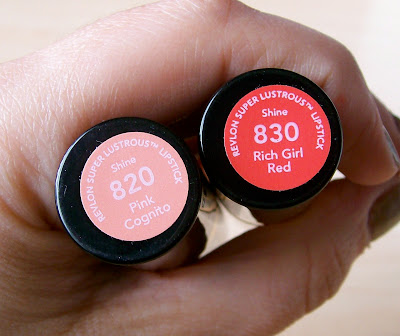 REVLON SUPER LUSTROUS™ LIPSTICK
Shine
820
Pink
Cognito
REVLON SUPER LUSTROUS™ LIPSTICK
Shine
830
Rich Girl
Red